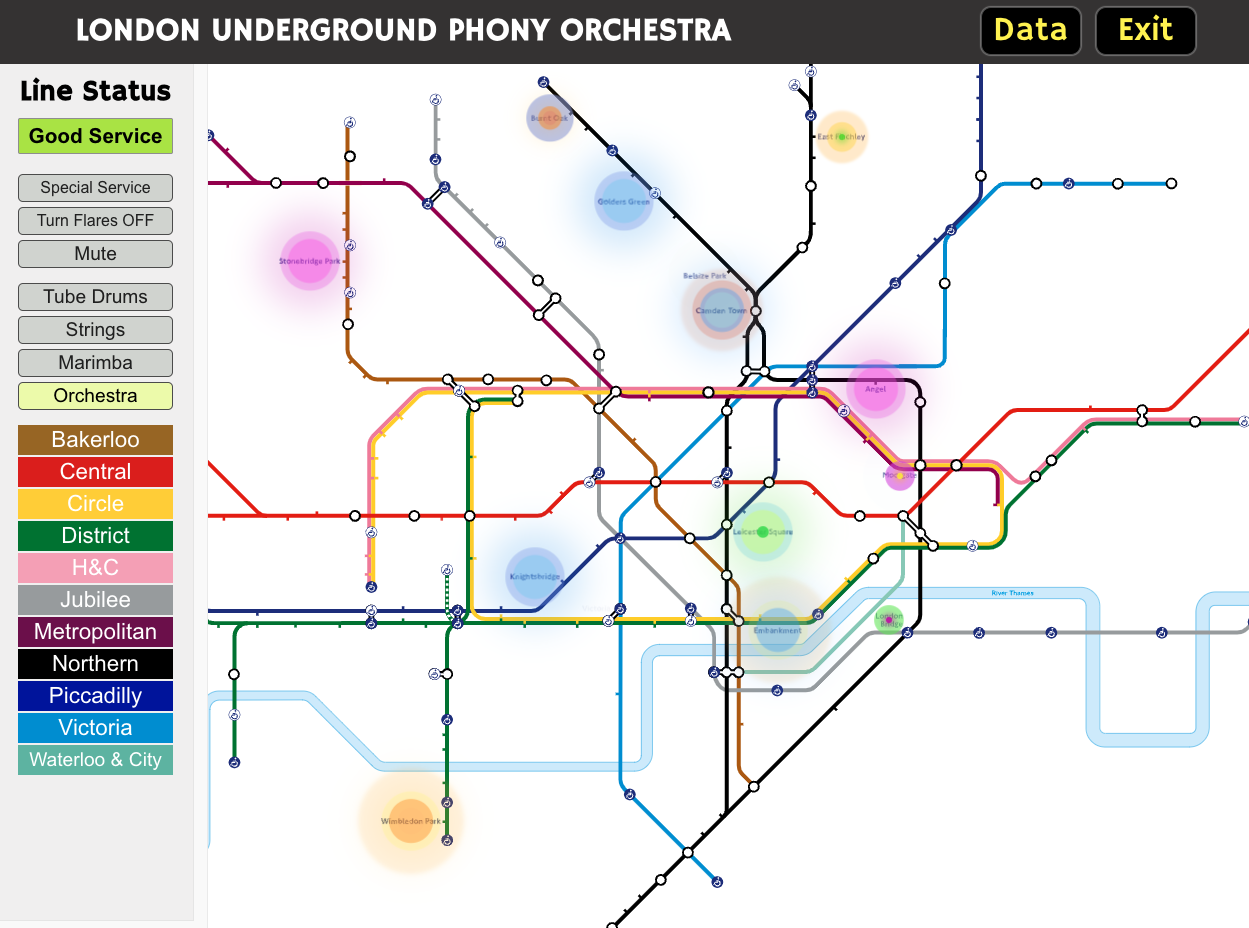 LONDON UNDERGROUND PHONY ORCHESTRA
Data
Exit
Line Status
Good Service
Special Service
Turn Flares OFF
Mute
Tube Drums
Strings
Marimba
Orchestra
Bakerloo
Central
Circle
District
H&C
Jubilee
Metropolitan
Northern
Piccadilly
Victoria
Waterloo & City
Burnt Oak
East Finchley
Golders Green
Stonebridge Park
Belsize Park
Camden Town
Angel
Moorgate
Leicester Square
Knightsbridge
River Thames
London
Bridge
Embankment
Wimbledon Park